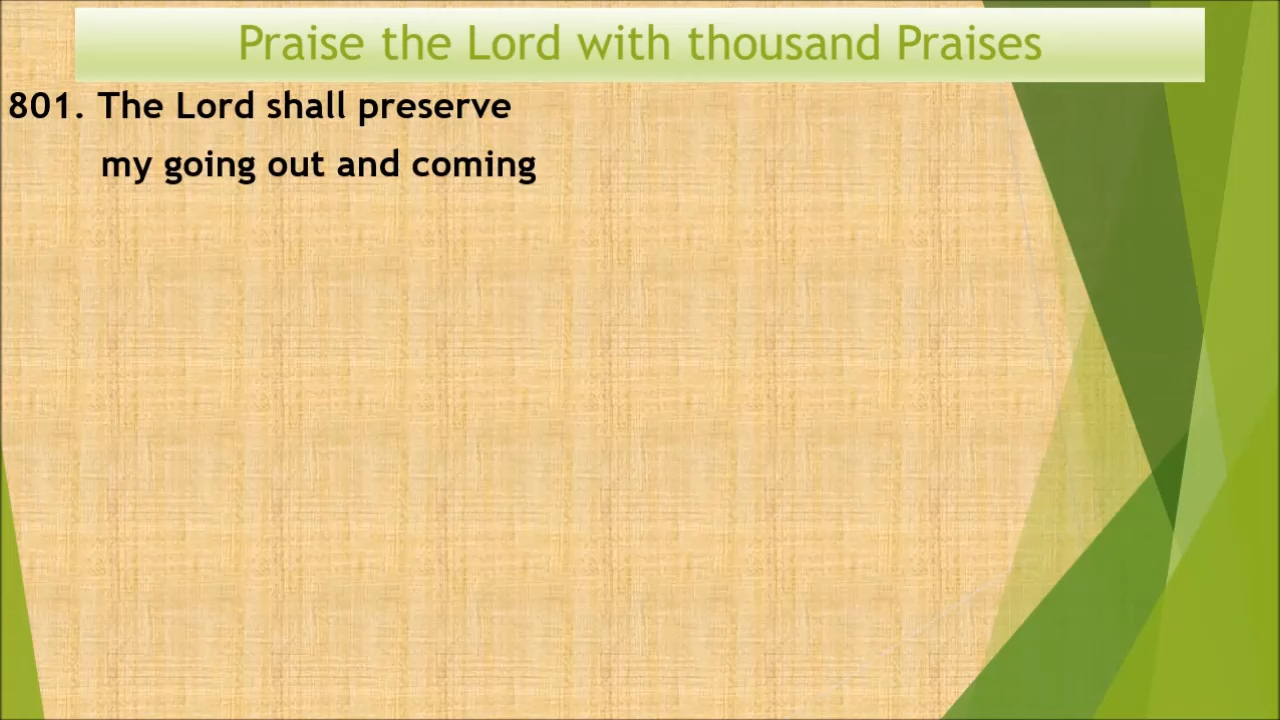 Praise the Lord with thousand Praises
801. The Lord shall preserve
my going out and coming